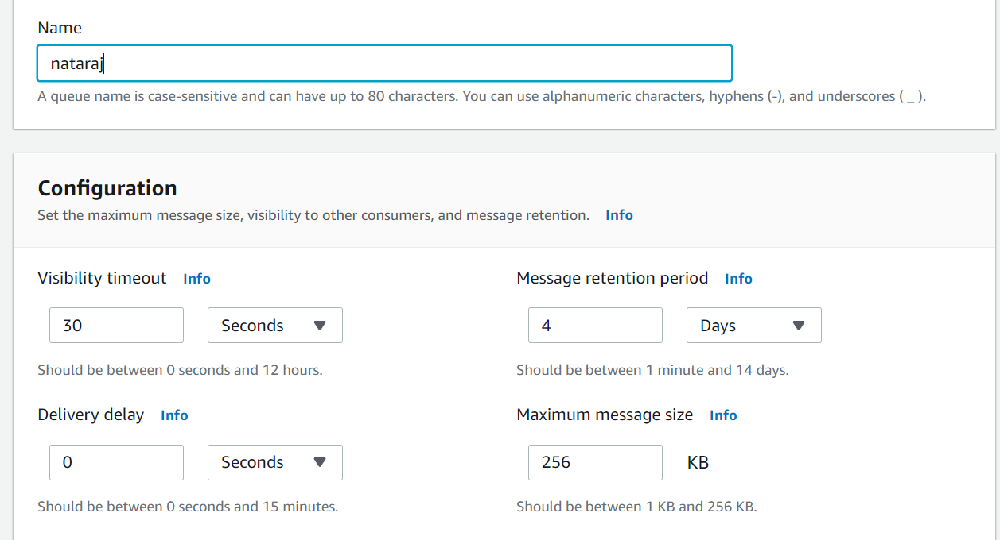 Name
nataraj
A queue name is case-sensitive and can have up to 80 characters. You can use alphanumeric characters, hyphens (-), and underscores ( _ ).
Configuration
Set the maximum message size, visibility to other consumers, and message retention. Info
Visibility timeout Info
Message retention period Info
30 Seconds
4 Days
Should be between 0 seconds and 12 hours.
Should be between 1 minute and 14 days.
Delivery delay Info
Maximum message size Info
0 Seconds
256 KB
Should be between 0 seconds and 15 minutes.
Should be between 1 KB and 256 KB.